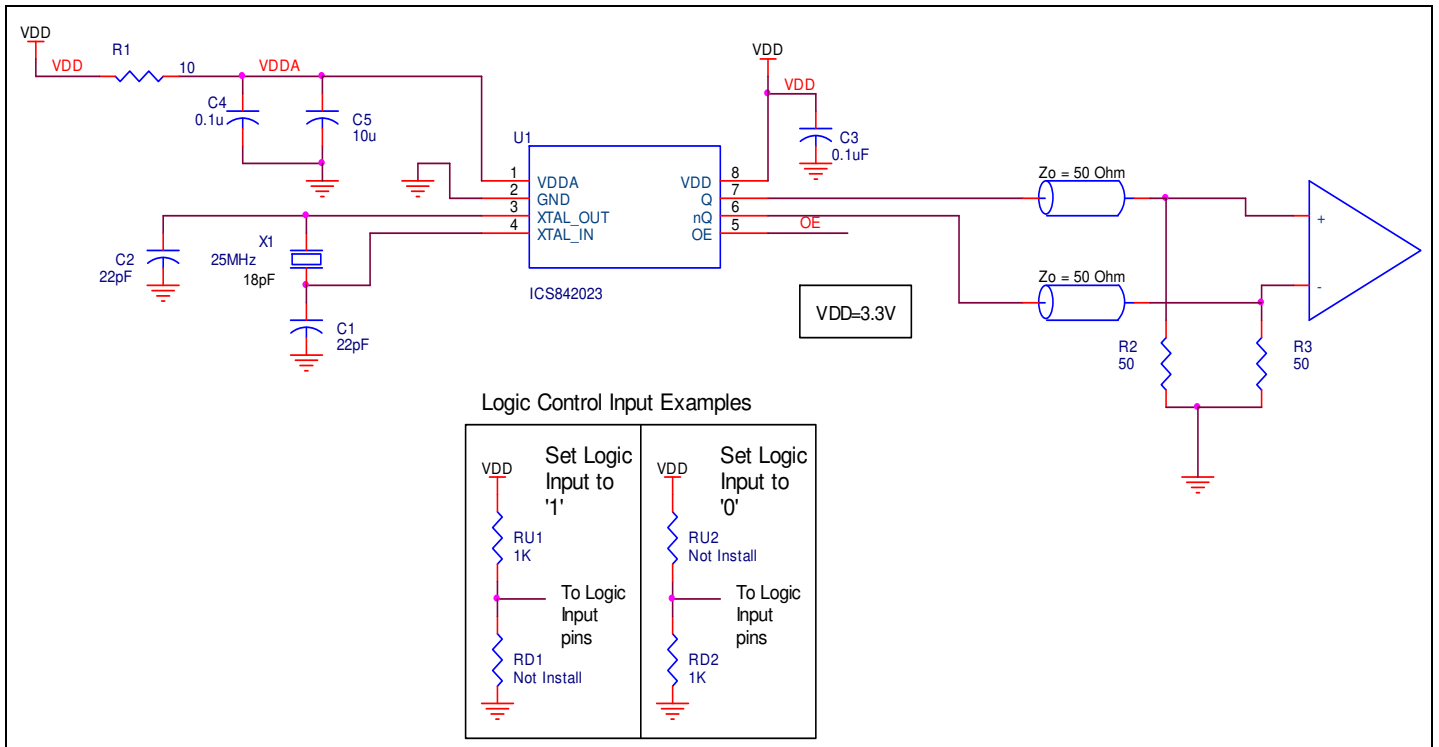 VDD
VDD
R1
10
VDDA
C4
0.1u
C5
10u
VDD
VDD
C3
0.1uF
U1
1
VDDA
2
GND
3
XTAL_OUT
4
XTAL_IN
VDD
8
Q
7
nQ
6
OE
5
OE
ICS842023
C2
22pF
X1
25MHz
18pF
C1
22pF
VDD=3.3V
Zo = 50 Ohm
Zo = 50 Ohm
+
-
R2
50
R3
50
Logic Control Input Examples
Set Logic
Input to
'1'
VDD
RU1
1K
To Logic
Input
pins
RD1
Not Install
Set Logic
Input to
'0'
VDD
RU2
Not Install
To Logic
Input
pins
RD2
1K